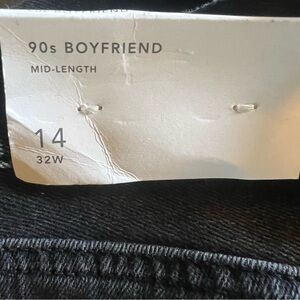 90s BOYFRIEND
MID-LENGTH
14
32W